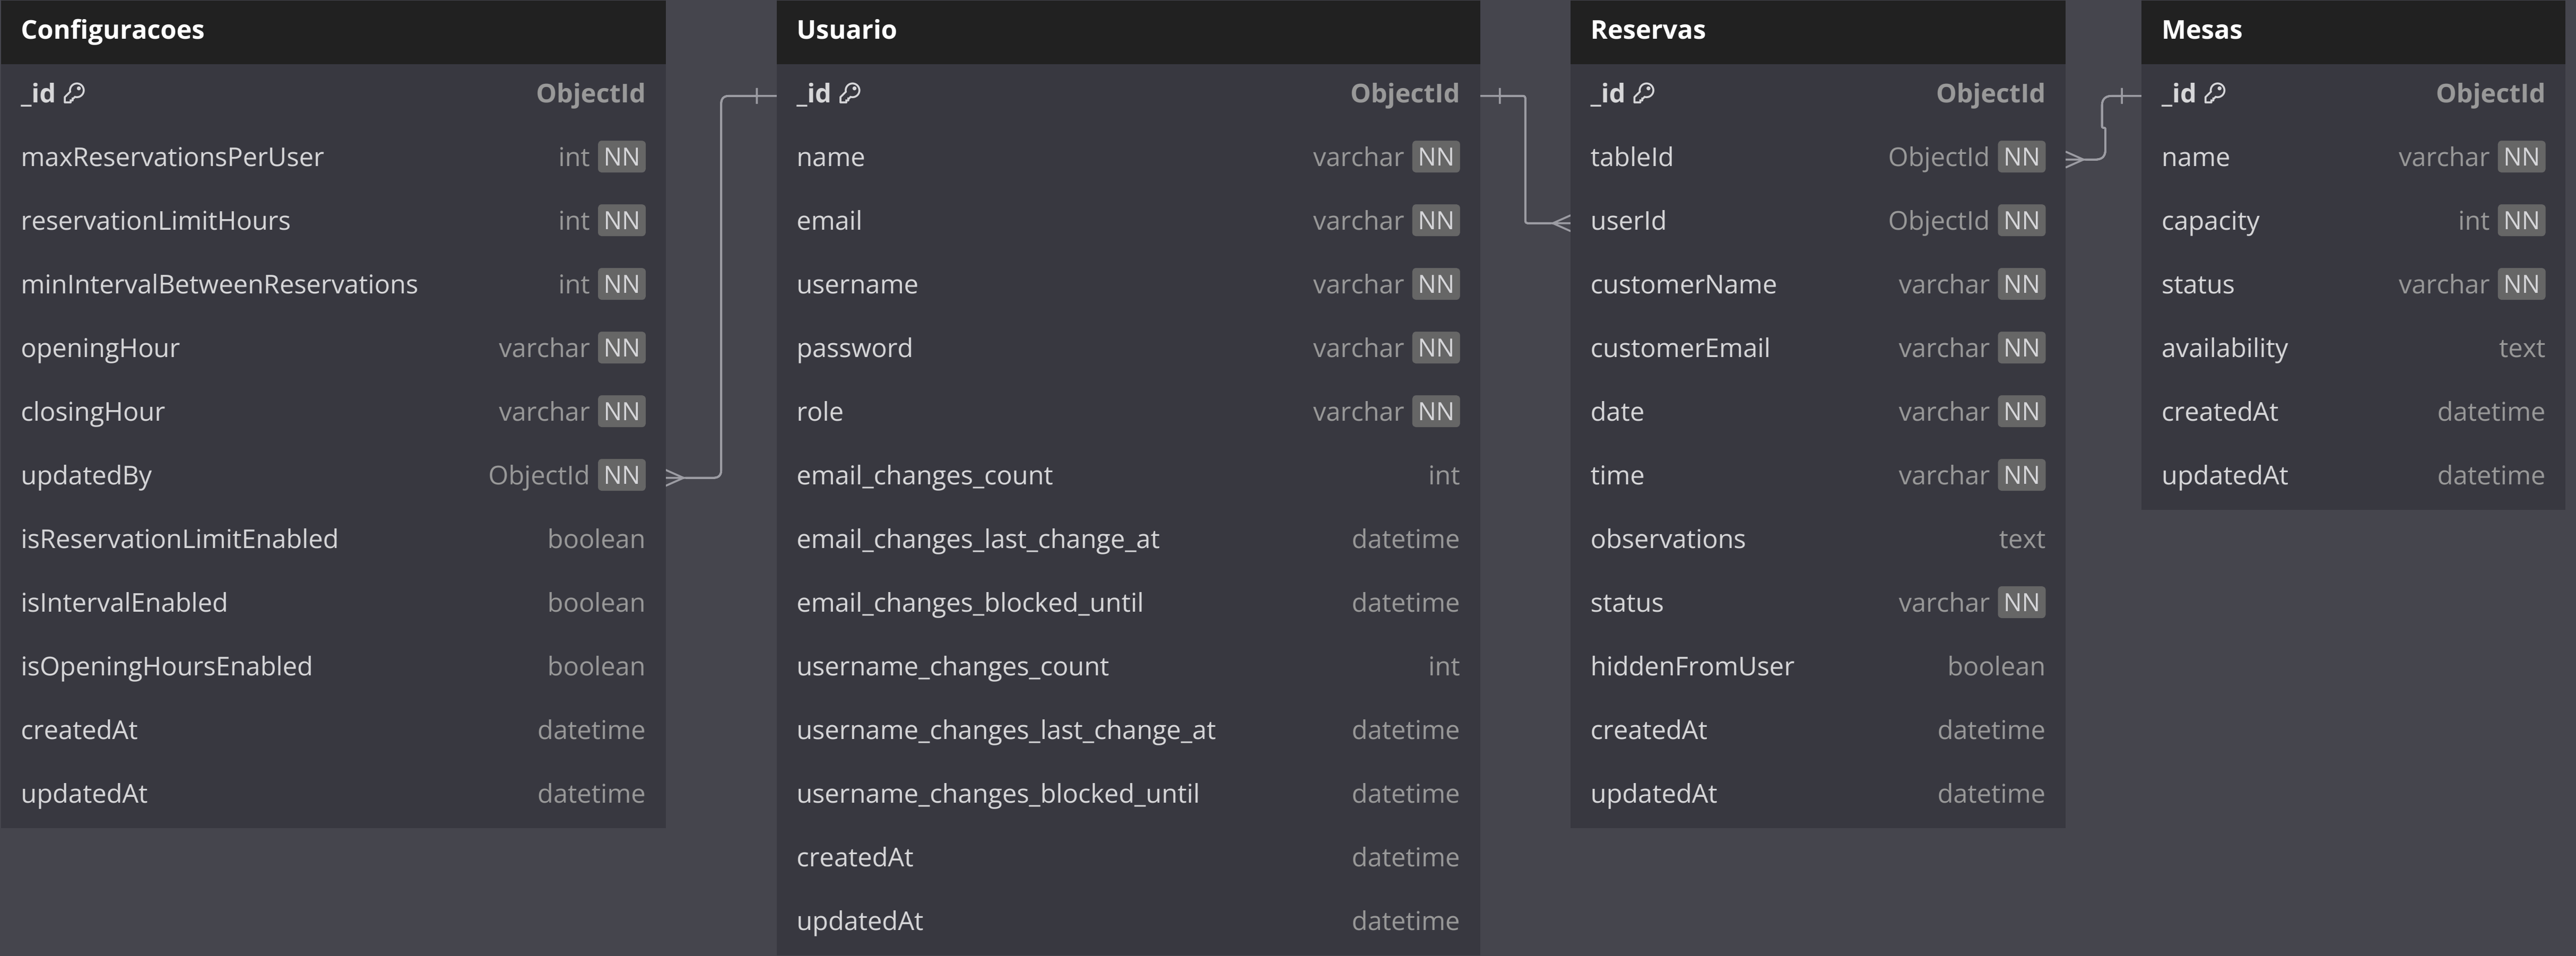 Configuracoes
_id ObjectId
maxReservationsPerUser int NN
reservationLimitHours int NN
minIntervalBetweenReservations int NN
openingHour varchar NN
closingHour varchar NN
updatedBy ObjectId NN
isReservationLimitEnabled boolean
isIntervalEnabled boolean
isOpeningHoursEnabled boolean
createdAt datetime
updatedAt datetime
Usuario
_id ObjectId
name varchar NN
email varchar NN
username varchar NN
password varchar NN
role varchar NN
email_changes_count int
email_changes_last_change_at datetime
email_changes_blocked_until datetime
username_changes_count int
username_changes_last_change_at datetime
username_changes_blocked_until datetime
createdAt datetime
updatedAt datetime
Reservas
_id ObjectId
tableId ObjectId NN
userId ObjectId NN
customerName varchar NN
customerEmail varchar NN
date varchar NN
time varchar NN
observations text
status varchar NN
hiddenFromUser boolean
createdAt datetime
updatedAt datetime
Mesas
_id ObjectId
name varchar NN
capacity int NN
status varchar NN
availability text
createdAt datetime
updatedAt datetime